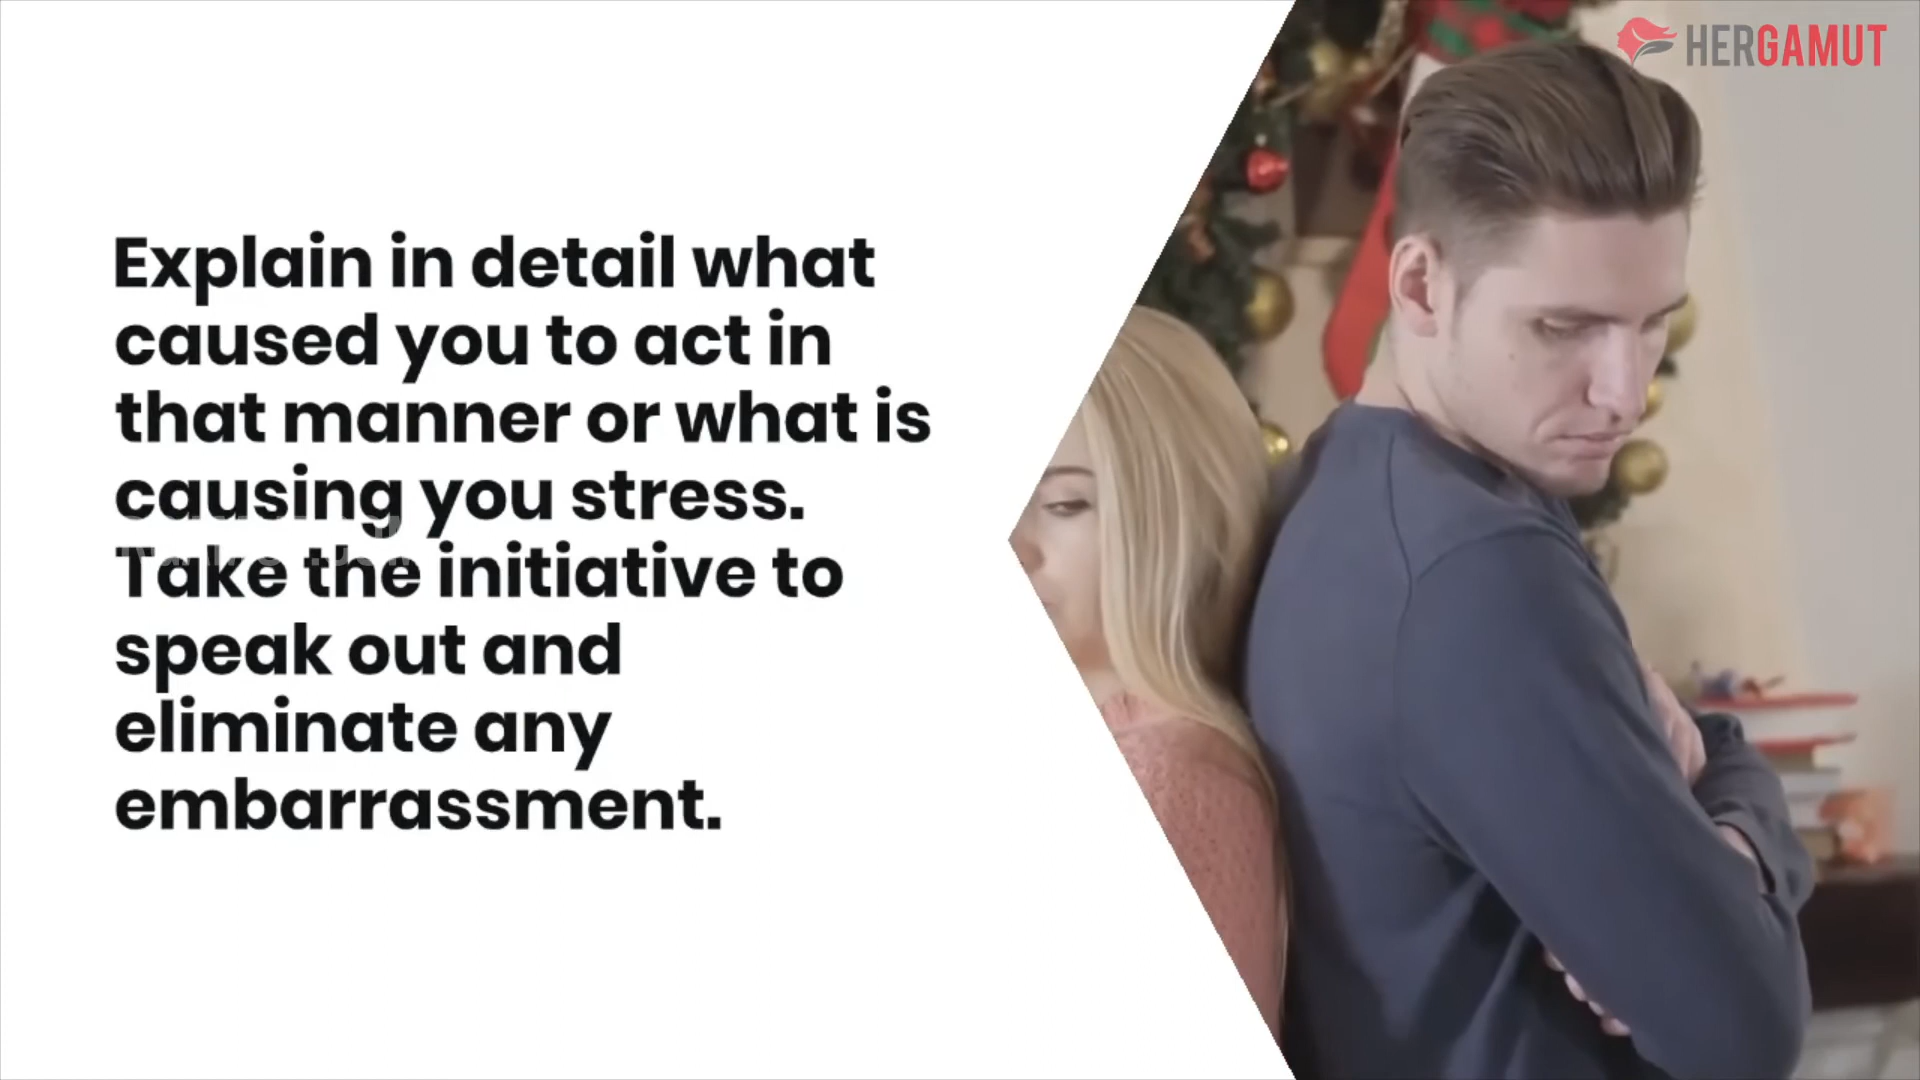 HERGAMUT
Explain in detail what
caused you to act in
that manner or what is
causing you stress.
Take the initiative to
speak out and
eliminate any
embarrassment.